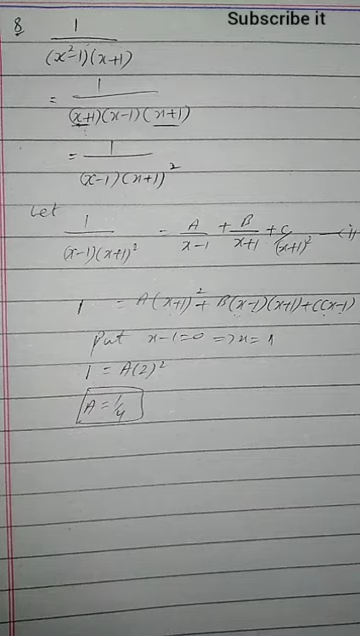 Subscribe it
8 1/((x²-1)(x+1))
= 1/((x+1)(x-1)(x+1))
= 1/((x-1)(x+1)²)
Let
1/((x-1)(x+1)²) = A/(x-1) + B/(x+1) + C/(x+1)² —(i)
1 = A(x+1)² + B(x-1)(x+1) + C(x-1)
Put x-1=0 => x=1
1 = A(2)²
A = 1/4